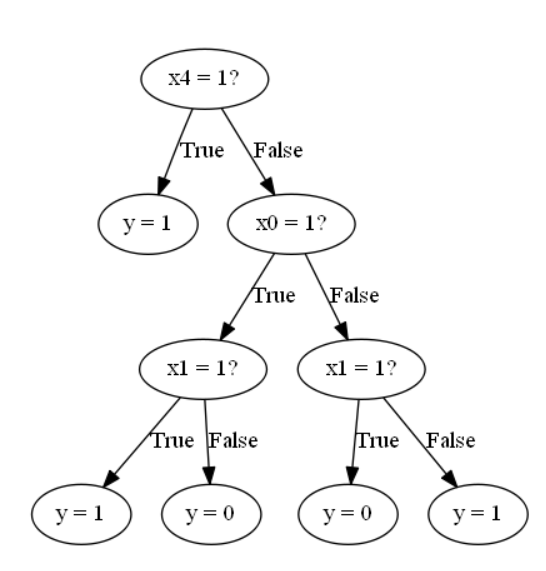 x4 = 1?
True
False
y = 1
x0 = 1?
True
False
x1 = 1?
x1 = 1?
True
False
True
False
y = 1
y = 0
y = 0
y = 1